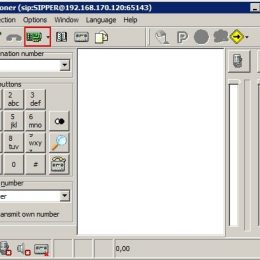 oner (sip:SIPPER@192.168.170.120:65143)
ction Options Window Language Help
nation number
buttons
2 abc 3 def
5 jkl 6 mno
8 tuv 9 wxy
0 #
number
er
ansmit own number
0,00